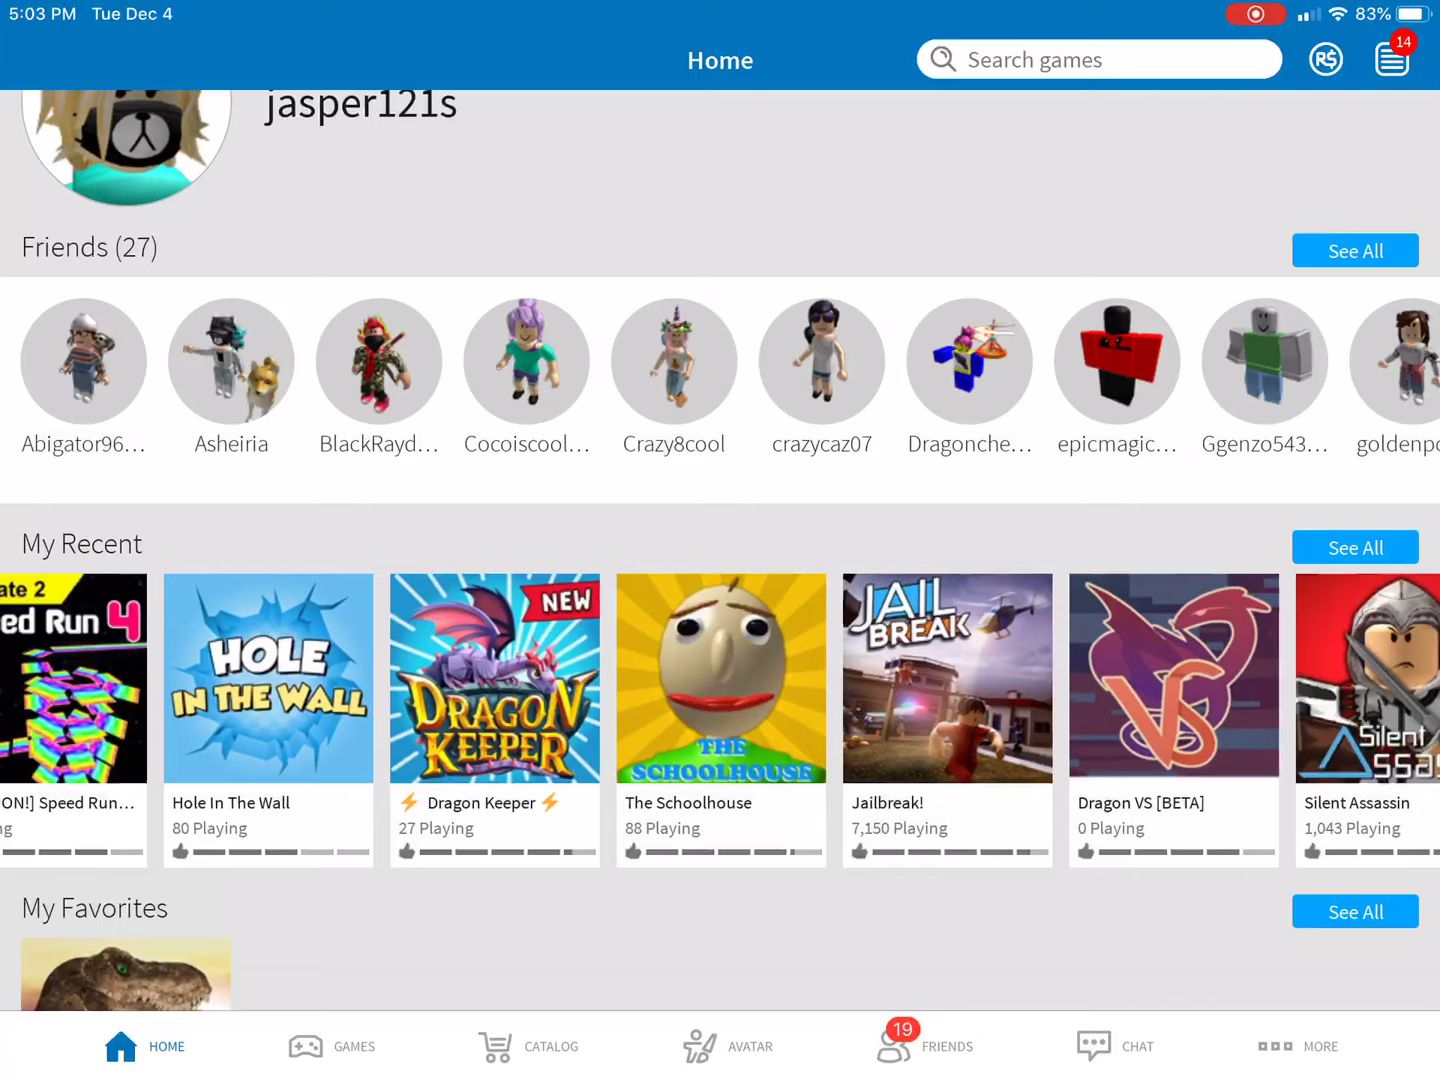 5:03 PM Tue Dec 4 83%
Home
Search games
R$
14
jasper121s
Friends (27)
See All
Abigator96...
Asheiria
BlackRayd...
Cocoiscool...
Crazy8cool
crazycaz07
Dragonche...
epicmagic...
Ggenzo543...
goldenpo
My Recent
See All
ate 2
ed Run 4
HOLE
IN THE WALL
NEW
DRAGON
KEEPER
THE
SCHOOLHOUSE
JAIL
BREAK
VS
Silent
Assas
ON!] Speed Run...
ng
Hole In The Wall
80 Playing
⚡ Dragon Keeper ⚡
27 Playing
The Schoolhouse
88 Playing
Jailbreak!
7,150 Playing
Dragon VS [BETA]
0 Playing
Silent Assassin
1,043 Playing
My Favorites
See All
HOME
GAMES
CATALOG
AVATAR
19
FRIENDS
CHAT
MORE